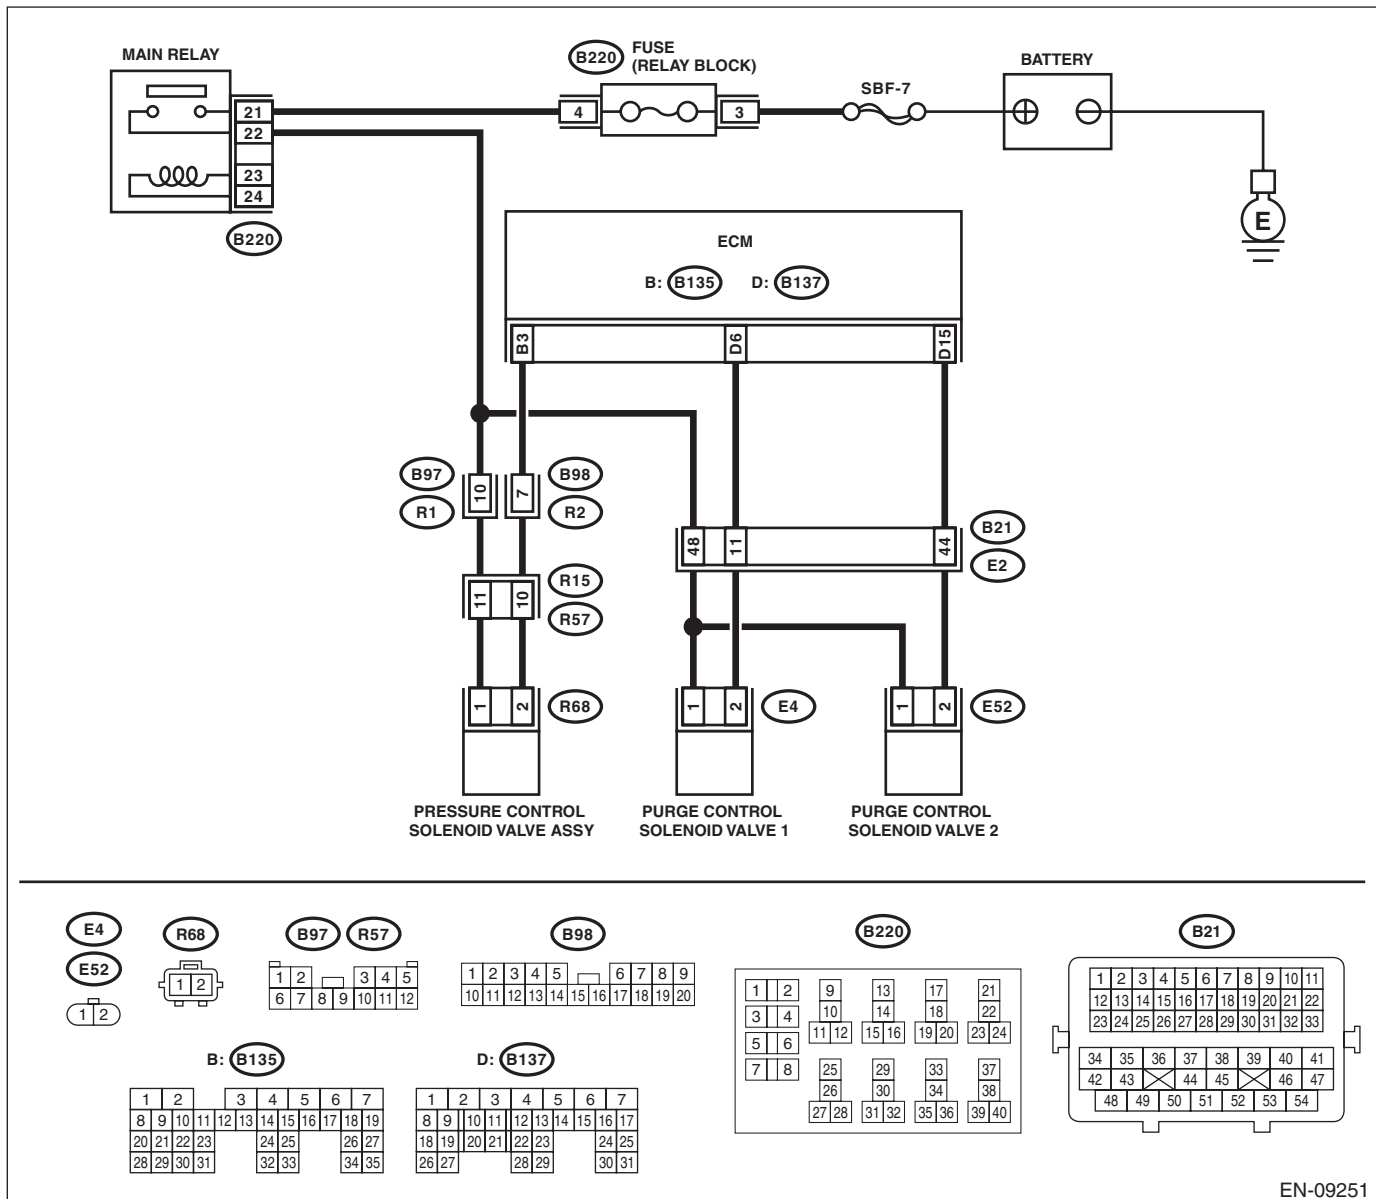 MAIN RELAY
B220
FUSE
(RELAY BLOCK)
BATTERY
SBF-7
21
4
3
22
23
24
B220
E
ECM
B: B135 D: B137
B3
D6
D15
B97
10
7
B98
R1
R2
48
11
44
B21
E2
11
10
R15
R57
1
2
R68
1
2
E4
1
2
E52
PRESSURE CONTROL
SOLENOID VALVE ASSY
PURGE CONTROL
SOLENOID VALVE 1
PURGE CONTROL
SOLENOID VALVE 2
E4
E52
1 2
R68
1 2
B97 R57
1 2 3 4 5
6 7 8 9 10 11 12
B98
1 2 3 4 5 6 7 8 9
10 11 12 13 14 15 16 17 18 19 20
B: B135
1 2 3 4 5 6 7
8 9 10 11 12 13 14 15 16 17 18 19
20 21 22 23 24 25 26 27
28 29 30 31 32 33 34 35
D: B137
1 2 3 4 5 6 7
8 9 10 11 12 13 14 15 16 17
18 19 20 21 22 23 24 25
26 27 28 29 30 31
B220
1 2
3 4
5 6
7 8
9
10
11 12
13
14
15 16
17
18
19 20
21
22
23 24
25
26
27 28
29
30
31 32
33
34
35 36
37
38
39 40
B21
1 2 3 4 5 6 7 8 9 10 11
12 13 14 15 16 17 18 19 20 21 22
23 24 25 26 27 28 29 30 31 32 33
34 35 36 37 38 39 40 41
42 43 44 45 46 47
48 49 50 51 52 53 54
EN-09251